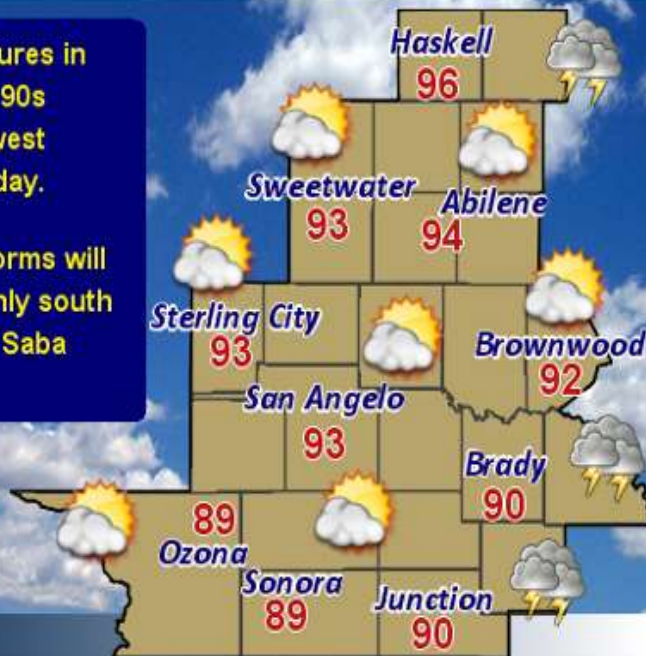 ures in
90s
vest
day.
orms will
nly south
Saba
Haskell
96
Sweetwater
93
Abilene
94
Sterling City
93
Brownwood
92
San Angelo
93
Brady
90
89
Ozona
Sonora
89
Junction
90